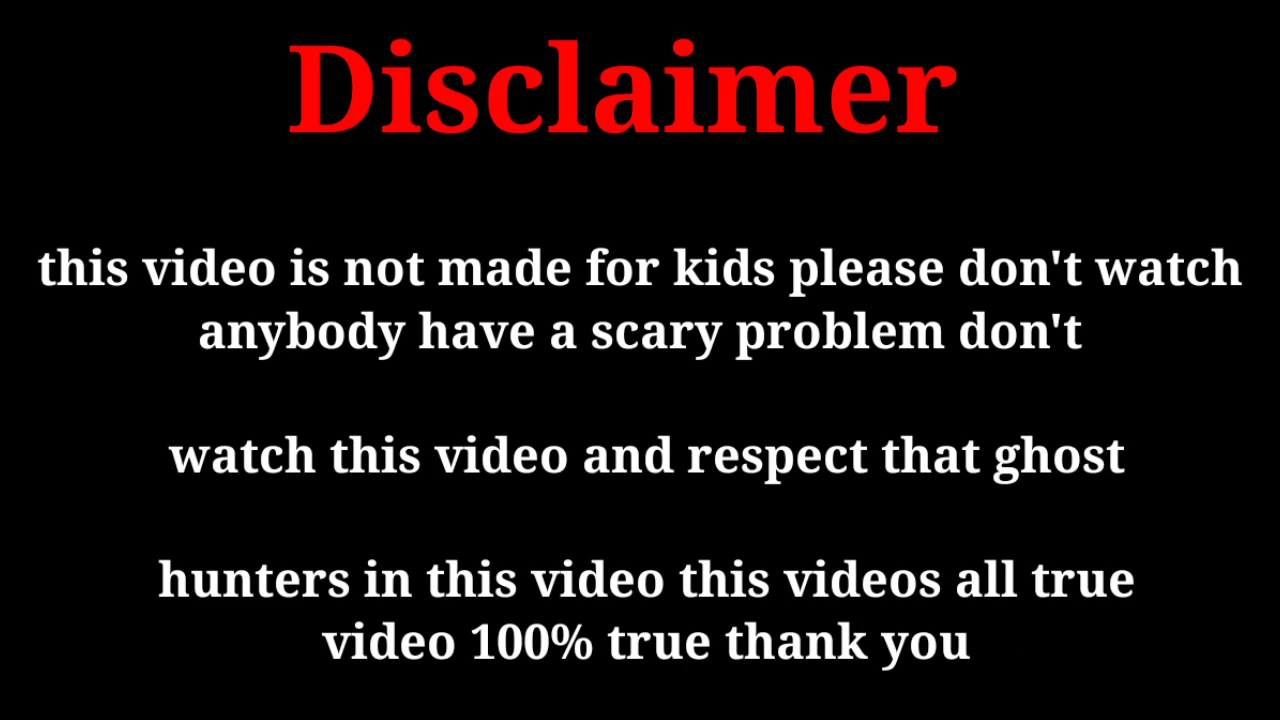 Disclaimer
this video is not made for kids please don't watch
anybody have a scary problem don't
watch this video and respect that ghost
hunters in this video this videos all true
video 100% true thank you